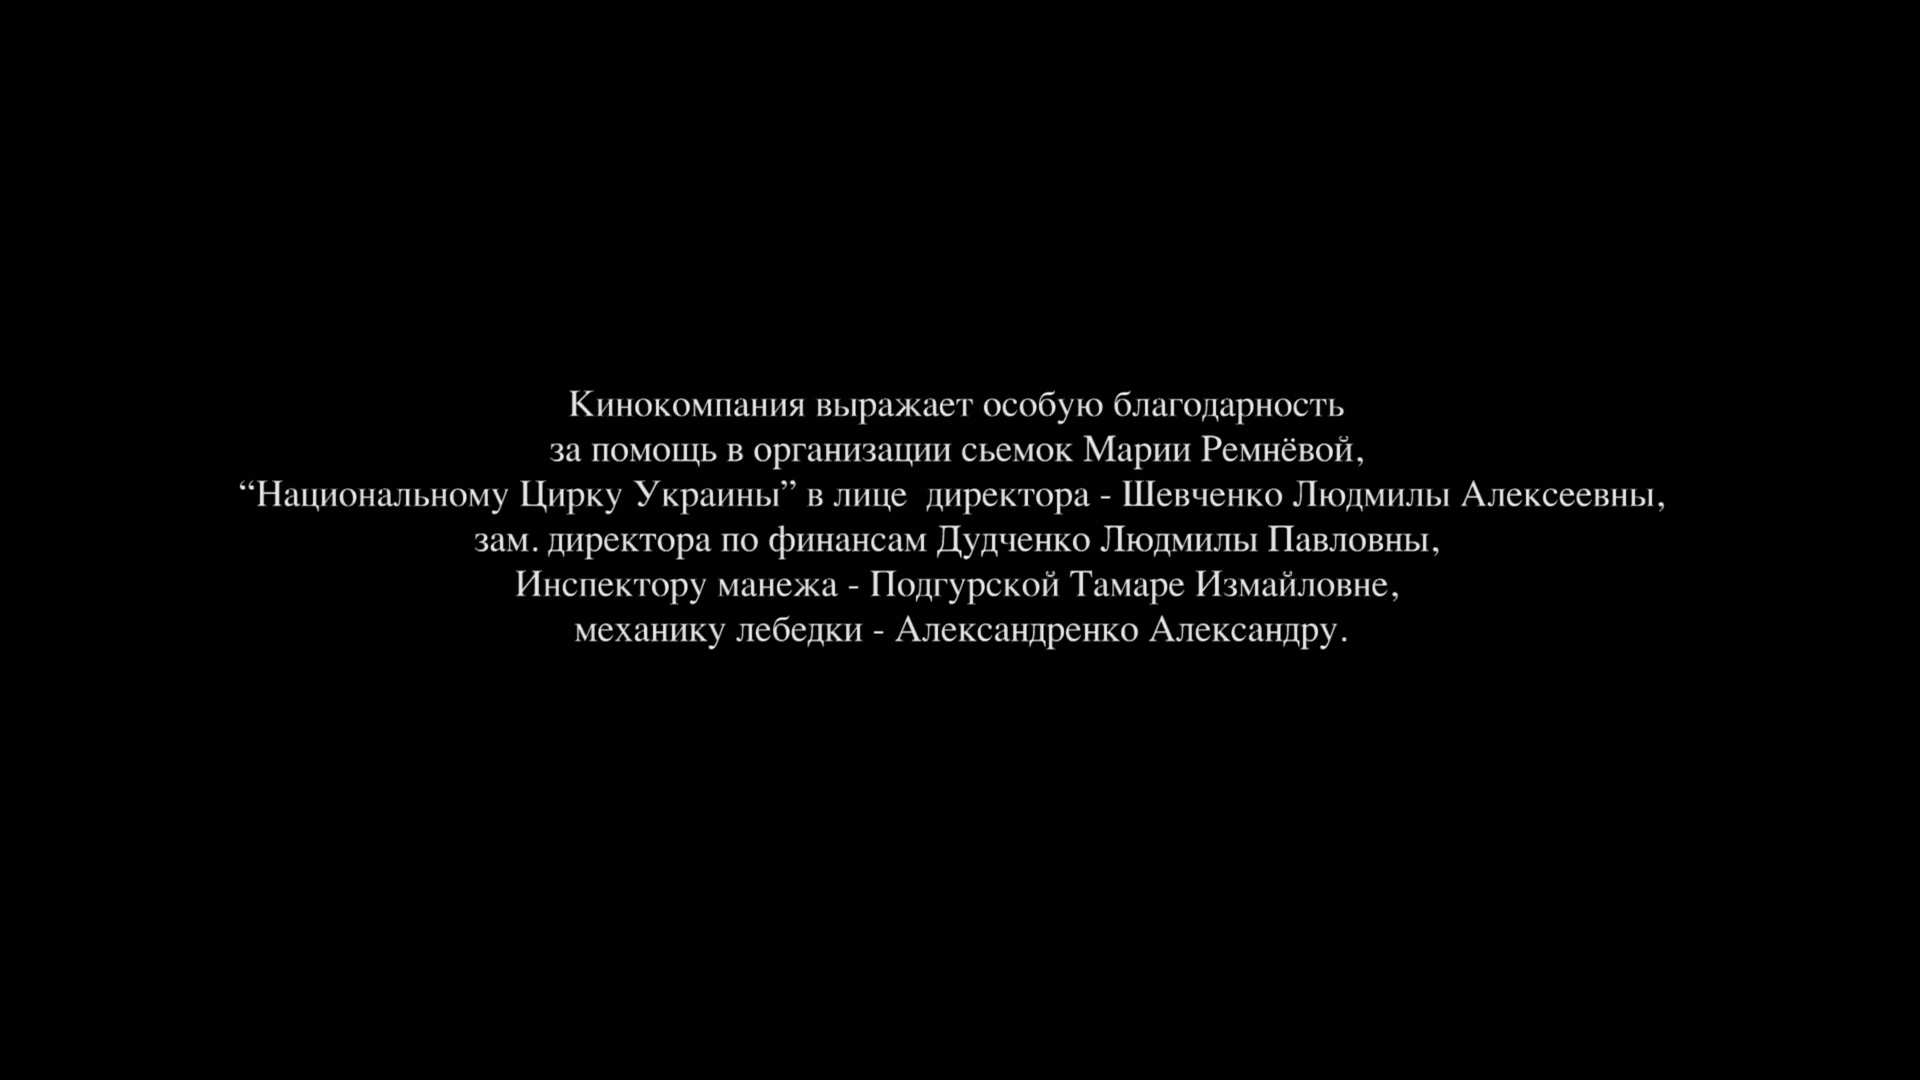 Кинокомпания выражает особую благодарность
за помощь в организации сьемок Марии Ремнёвой,
“Национальному Цирку Украины” в лице  директора - Шевченко Людмилы Алексеевны,
зам. директора по финансам Дудченко Людмилы Павловны,
Инспектору манежа - Подгурской Тамаре Измайловне,
механику лебедки - Александренко Александру.